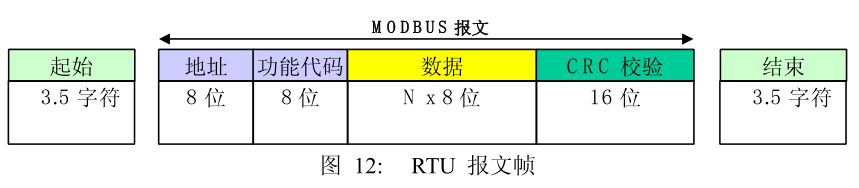 MODBUS 报文
起始 地址 功能代码 数据 CRC 校验 结束
3.5 字符 8 位 8 位 N x 8 位 16 位 3.5 字符
图 12: RTU 报文帧